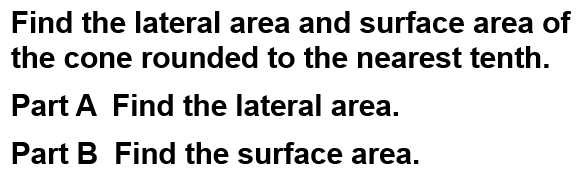 Find the lateral area and surface area of
the cone rounded to the nearest tenth.
Part A  Find the lateral area.
Part B  Find the surface area.